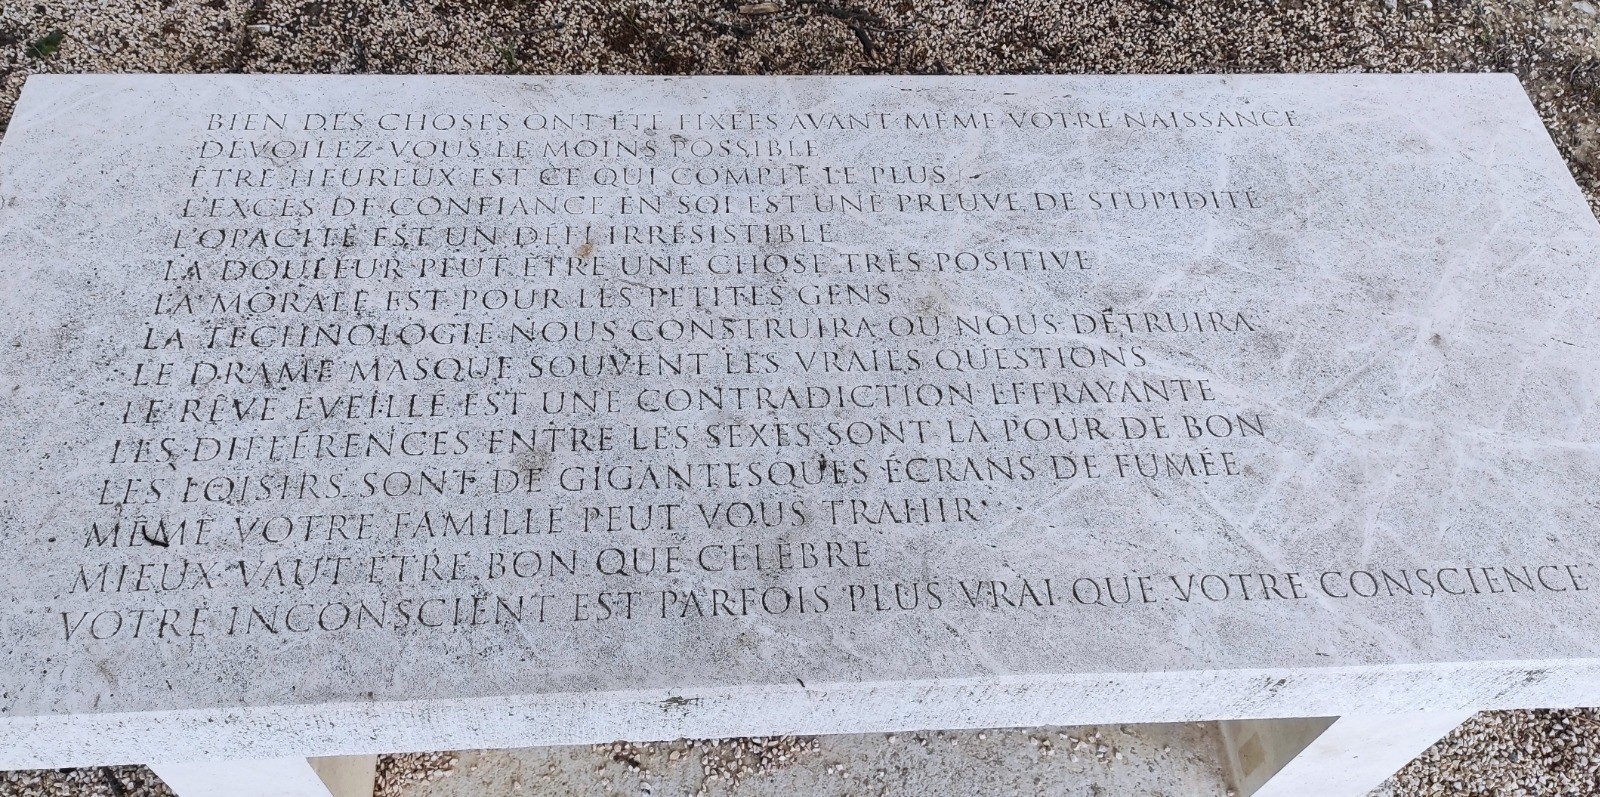 BIEN DES CHOSES ONT ÉTÉ FIXÉES AVANT MÊME VOTRE NAISSANCE
DÉVOILEZ-VOUS LE MOINS POSSIBLE
ÊTRE HEUREUX EST CE QUI COMPTE LE PLUS
L'EXCÈS DE CONFIANCE EN SOI EST UNE PREUVE DE STUPIDITÉ
L'OPACITÉ EST UN DÉFI IRRÉSISTIBLE
LA DOULEUR PEUT ÊTRE UNE CHOSE TRÈS POSITIVE
LA MORALE EST POUR LES PETITES GENS
LA TECHNOLOGIE NOUS CONSTRUIRA OU NOUS DÉTRUIRA
LE DRAME MASQUE SOUVENT LES VRAIES QUESTIONS
LE RÊVE ÉVEILLÉ EST UNE CONTRADICTION EFFRAYANTE
LES DIFFÉRENCES ENTRE LES SEXES SONT LÀ POUR DE BON
LES LOISIRS SONT DE GIGANTESQUES ÉCRANS DE FUMÉE
MÊME VOTRE FAMILLE PEUT VOUS TRAHIR
MIEUX VAUT ÊTRE BON QUE CÉLÈBRE
VOTRE INCONSCIENT EST PARFOIS PLUS VRAI QUE VOTRE CONSCIENCE